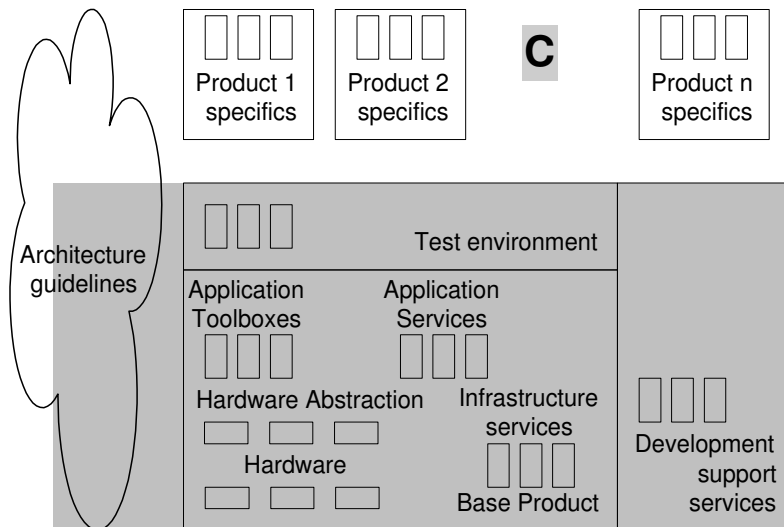 Product 1
specifics
Product 2
specifics
C
Product n
specifics
Architecture
guidelines
Test environment
Application
Toolboxes
Application
Services
Hardware Abstraction
Infrastructure
services
Hardware
Base Product
Development
support
services